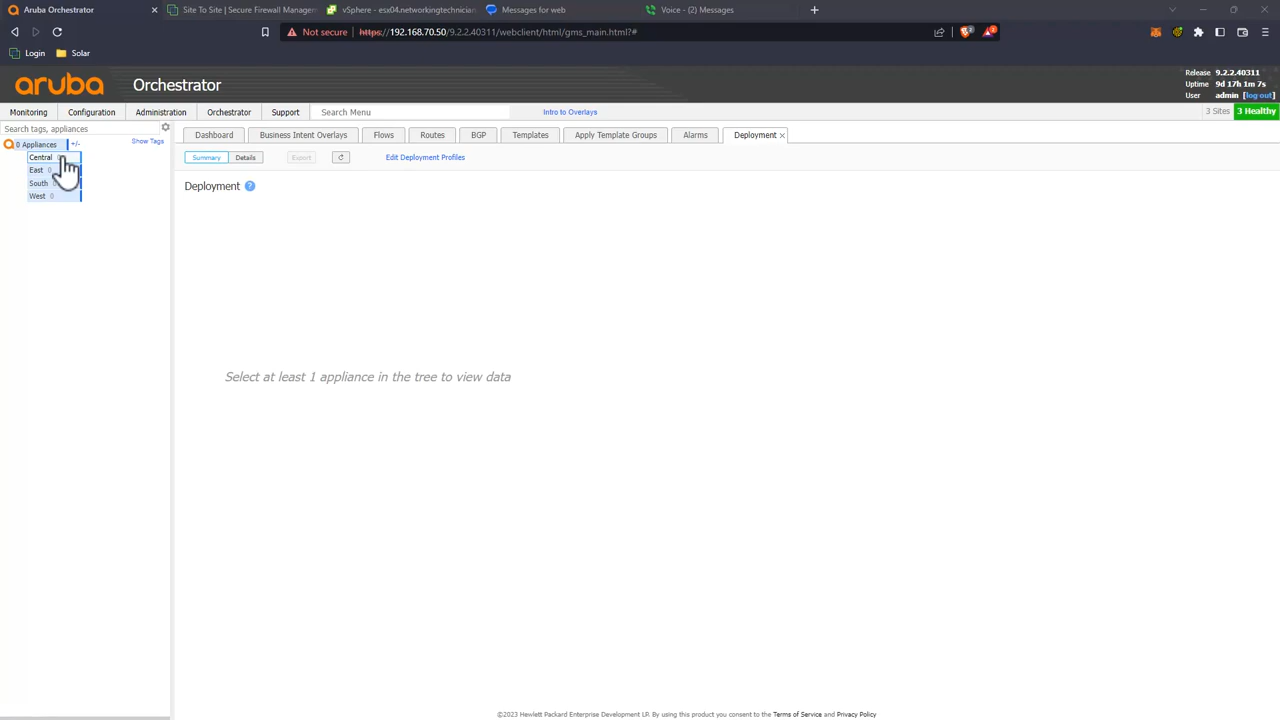 Aruba Orchestrator
Site To Site | Secure Firewall Managem
vSphere - esx04.networkingtechnician
Messages for web
Voice - (2) Messages
Not secure https://192.168.70.50/9.2.2.40311/webclient/html/gms_main.html?#
Login Solar
aruba Orchestrator
Release 9.2.2.40311
Uptime 9d 17h 1m 7s
User admin [log out]
Monitoring Configuration Administration Orchestrator Support Search Menu Intro to Overlays 3 Sites 3 Healthy
Search tags, appliances
0 Appliances +/- Show Tags
Central
East 0
South
West 0
Dashboard Business Intent Overlays Flows Routes BGP Templates Apply Template Groups Alarms Deployment
Summary Details Export Edit Deployment Profiles
Deployment ?
Select at least 1 appliance in the tree to view data
©2023 Hewlett Packard Enterprise Development LP. By using this product you consent to the Terms of Service and Privacy Policy